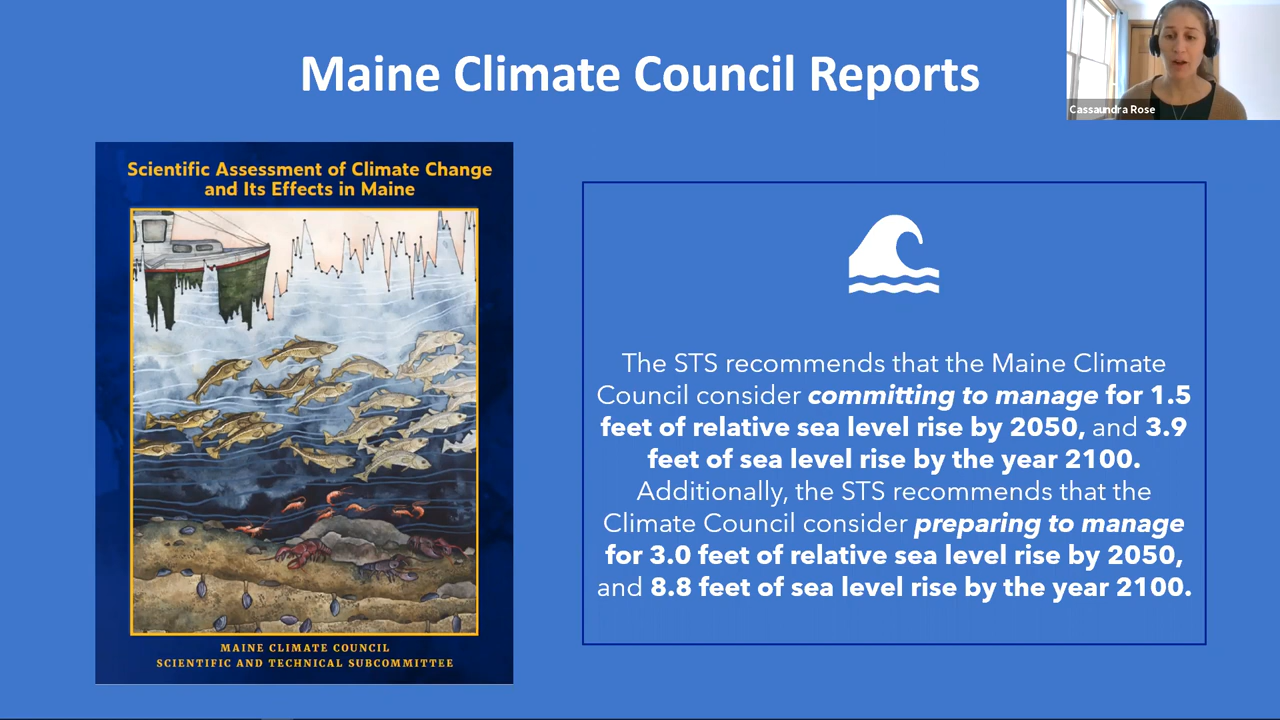 Maine Climate Council Reports
Cassaundra Rose
Scientific Assessment of Climate Change
and Its Effects in Maine
MAINE CLIMATE COUNCIL
SCIENTIFIC AND TECHNICAL SUBCOMMITTEE
The STS recommends that the Maine Climate
Council consider committing to manage for 1.5
feet of relative sea level rise by 2050, and 3.9
feet of sea level rise by the year 2100.
Additionally, the STS recommends that the
Climate Council consider preparing to manage
for 3.0 feet of relative sea level rise by 2050,
and 8.8 feet of sea level rise by the year 2100.